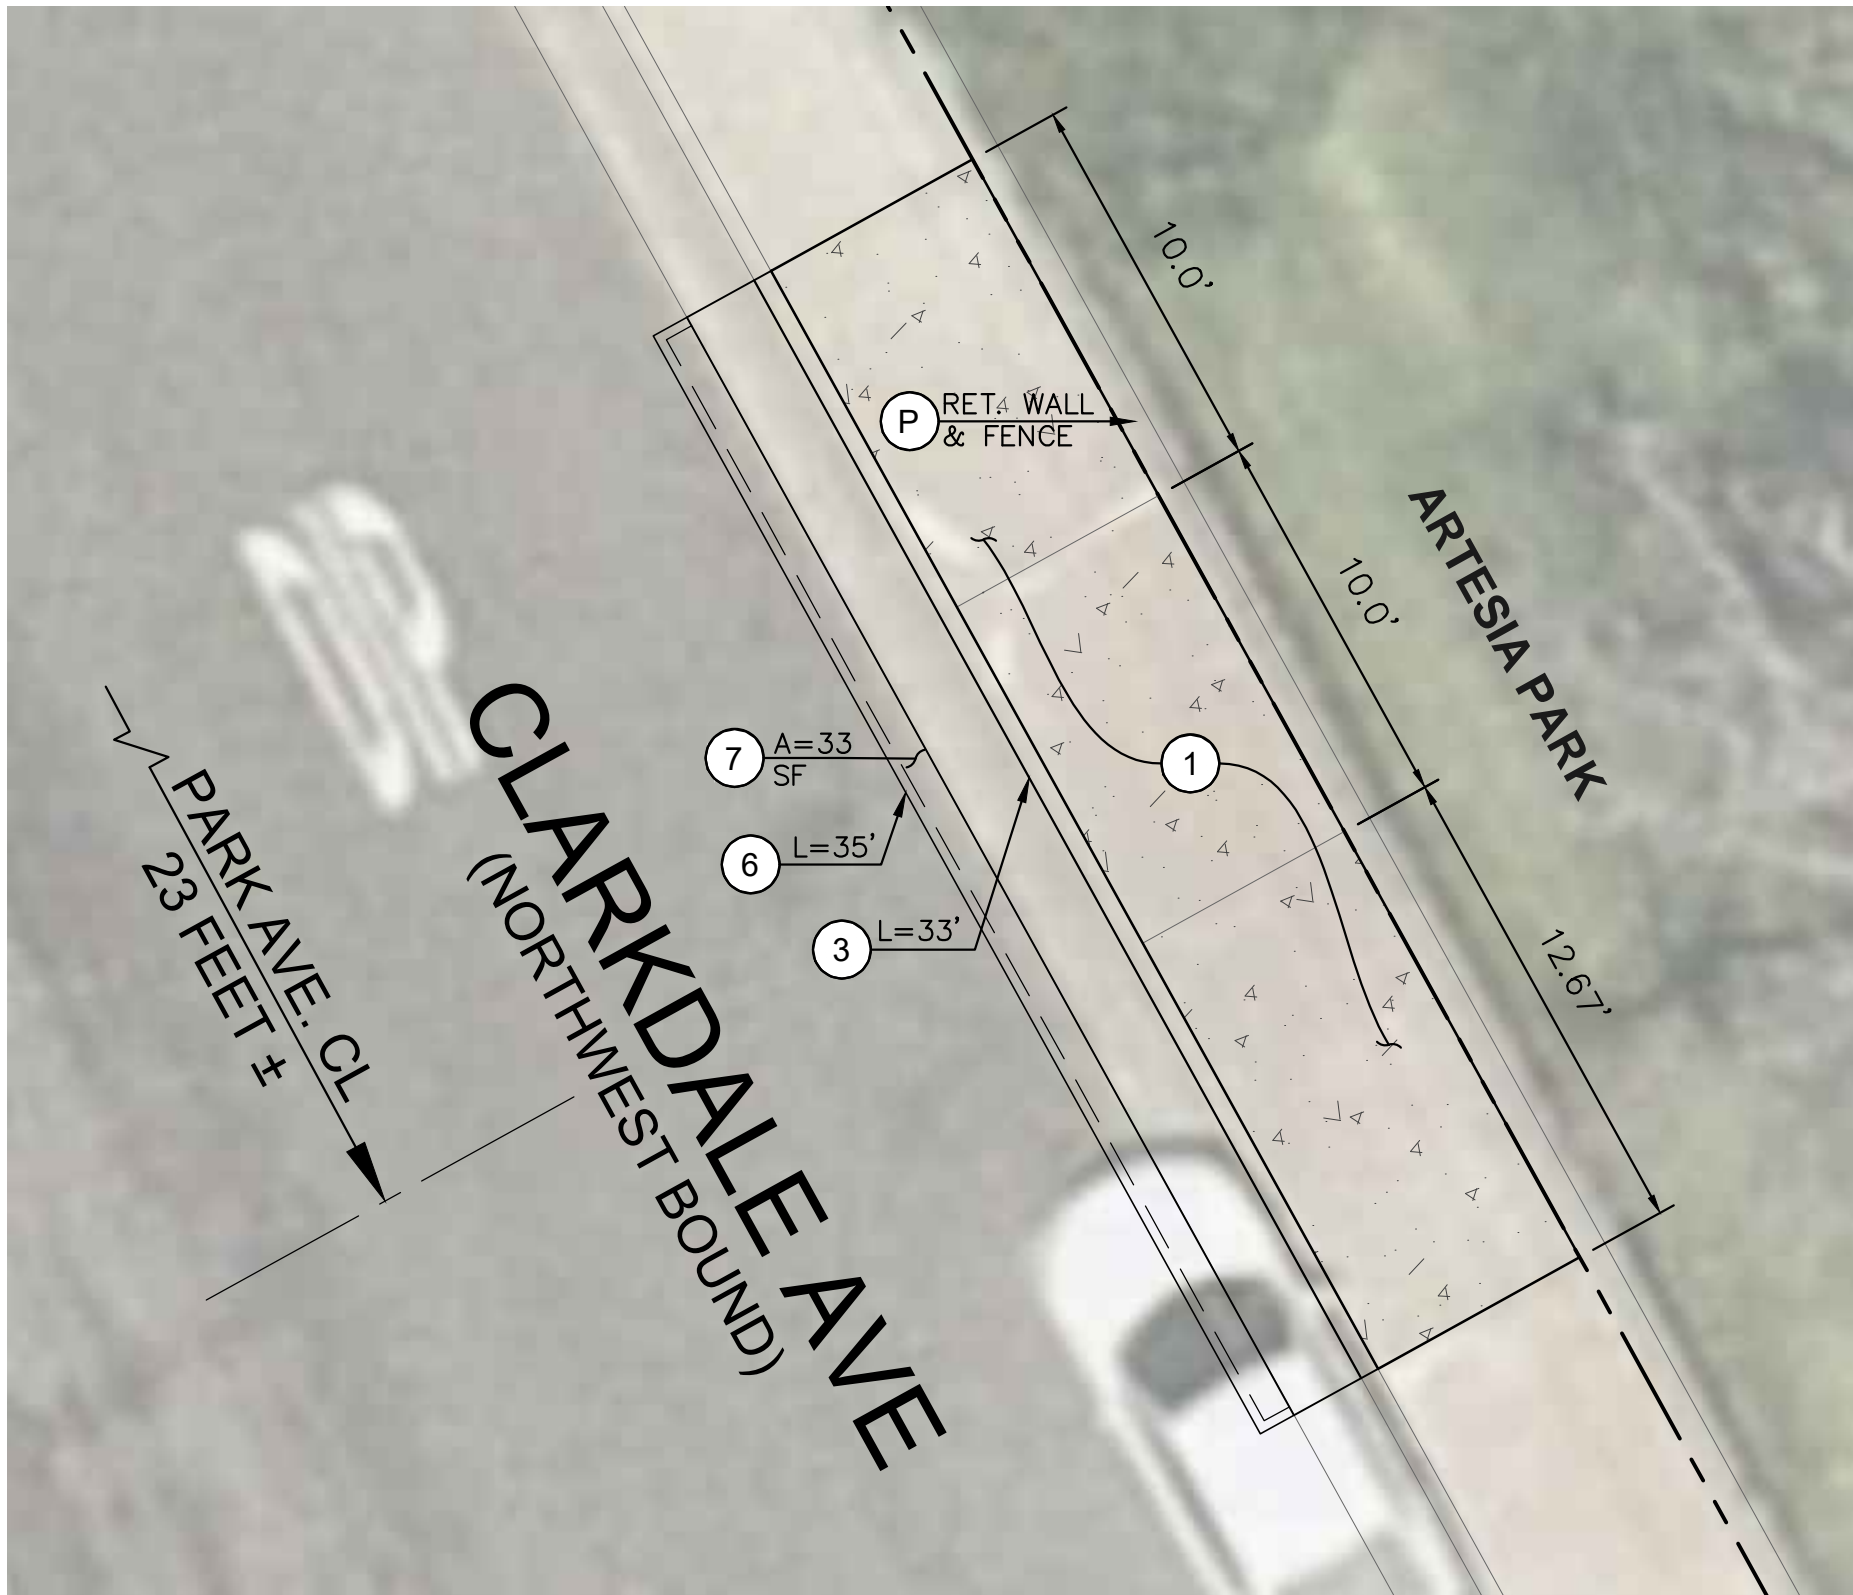 10.0’
P
RET. WALL
& FENCE
10.0’
ARTESIA PARK
7
A=33
SF
1
6
L=35’
3
L=33’
CLARKDALE AVE
(NORTHWEST BOUND)
PARK AVE. CL
23 FEET ±
12.67’